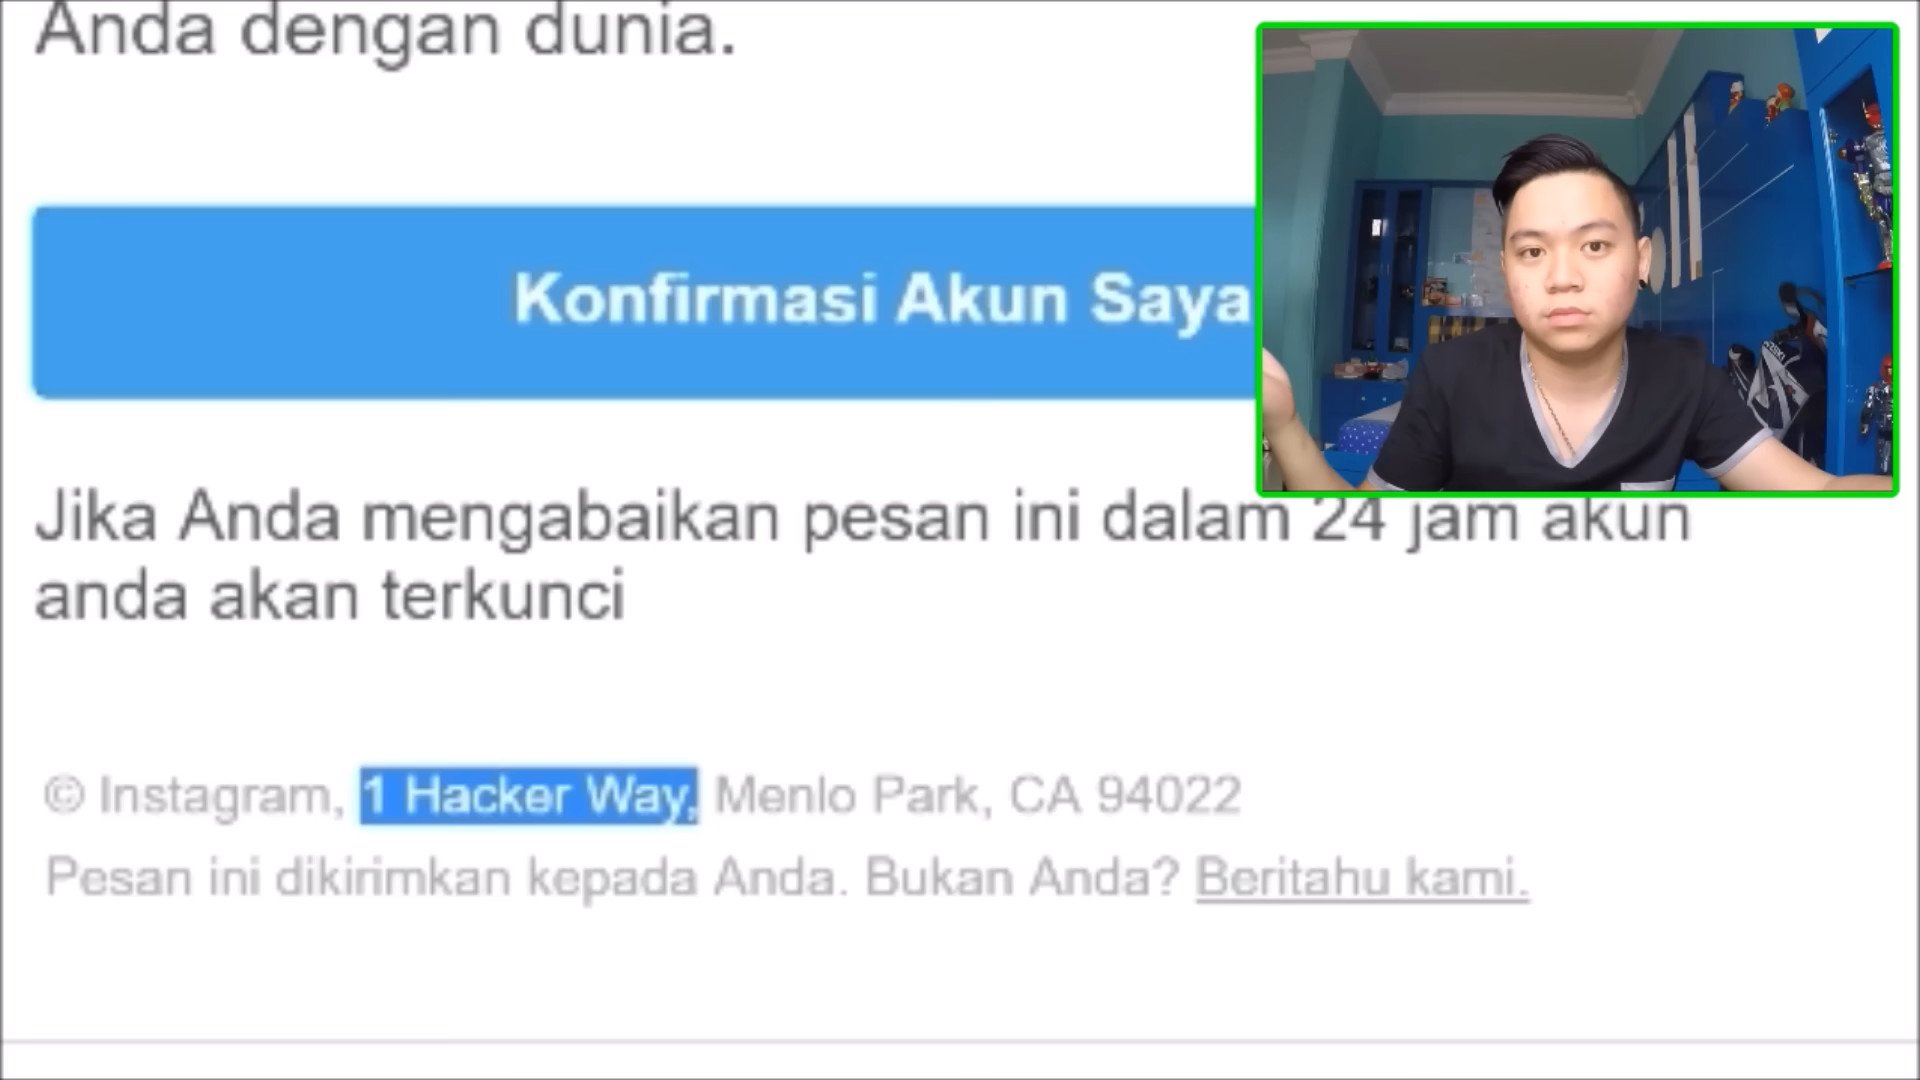 Anda dengan dunia.
Konfirmasi Akun Saya
Jika Anda mengabaikan pesan ini dalam 24 jam akun
anda akan terkunci
© Instagram, 1 Hacker Way, Menlo Park, CA 94022
Pesan ini dikirimkan kepada Anda. Bukan Anda? Beritahu kami.